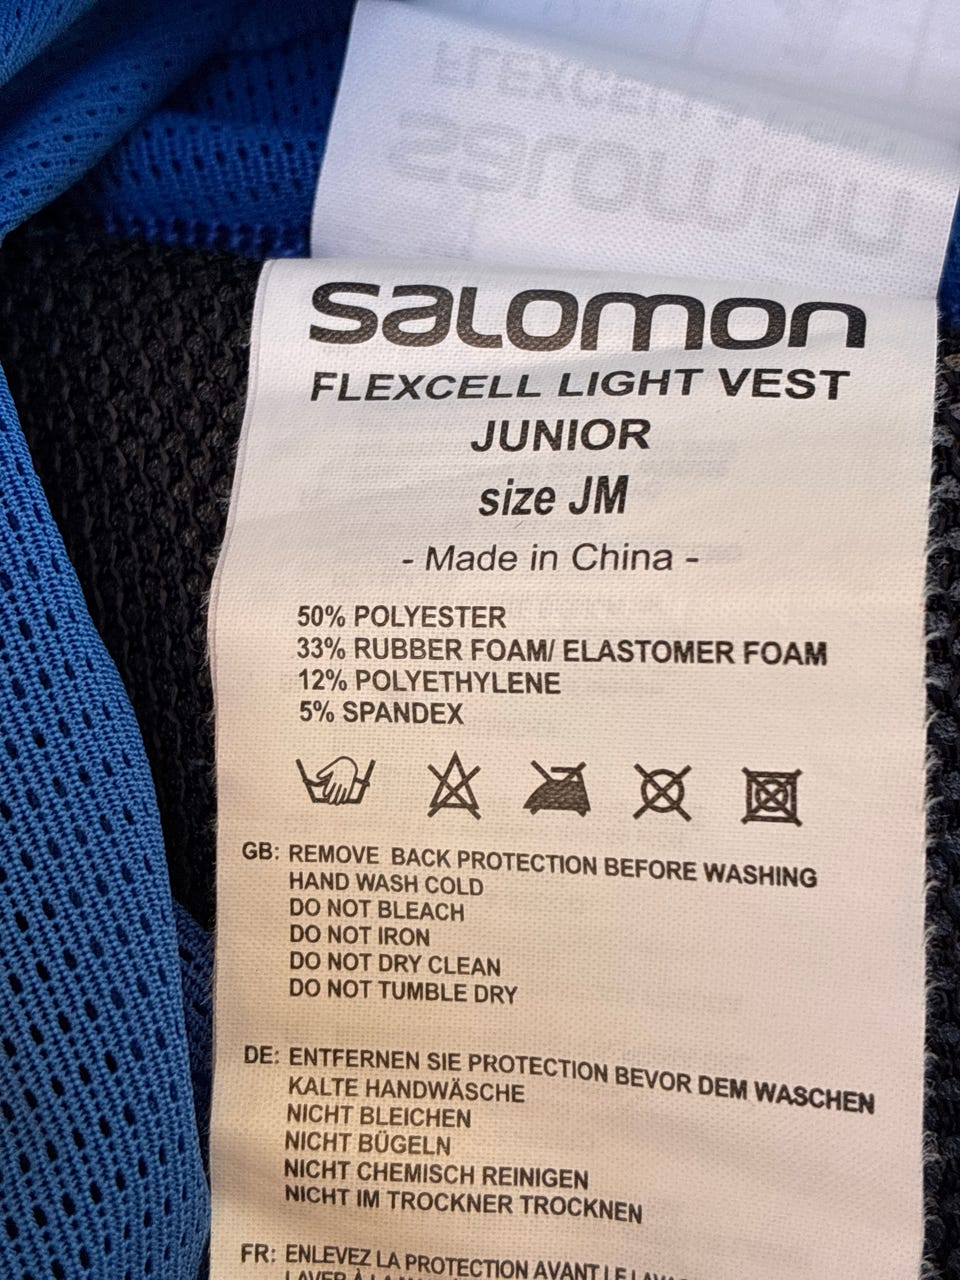 salomon
FLEXCELL LIGHT VEST
JUNIOR
size JM
- Made in China -
50% POLYESTER
33% RUBBER FOAM/ ELASTOMER FOAM
12% POLYETHYLENE
5% SPANDEX
GB: REMOVE BACK PROTECTION BEFORE WASHING
HAND WASH COLD
DO NOT BLEACH
DO NOT IRON
DO NOT DRY CLEAN
DO NOT TUMBLE DRY
DE: ENTFERNEN SIE PROTECTION BEVOR DEM WASCHEN
KALTE HANDWÄSCHE
NICHT BLEICHEN
NICHT BÜGELN
NICHT CHEMISCH REINIGEN
NICHT IM TROCKNER TROCKNEN
FR: ENLEVEZ LA PROTECTION AVANT LE